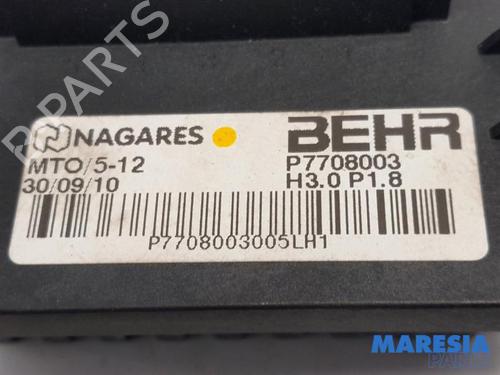 B-PARTS
NAGARES BEHR
MTO/5-12 P7708003
30/09/10 H3.0 P1.8
P7708003005LH1
MARESIA
PARTS